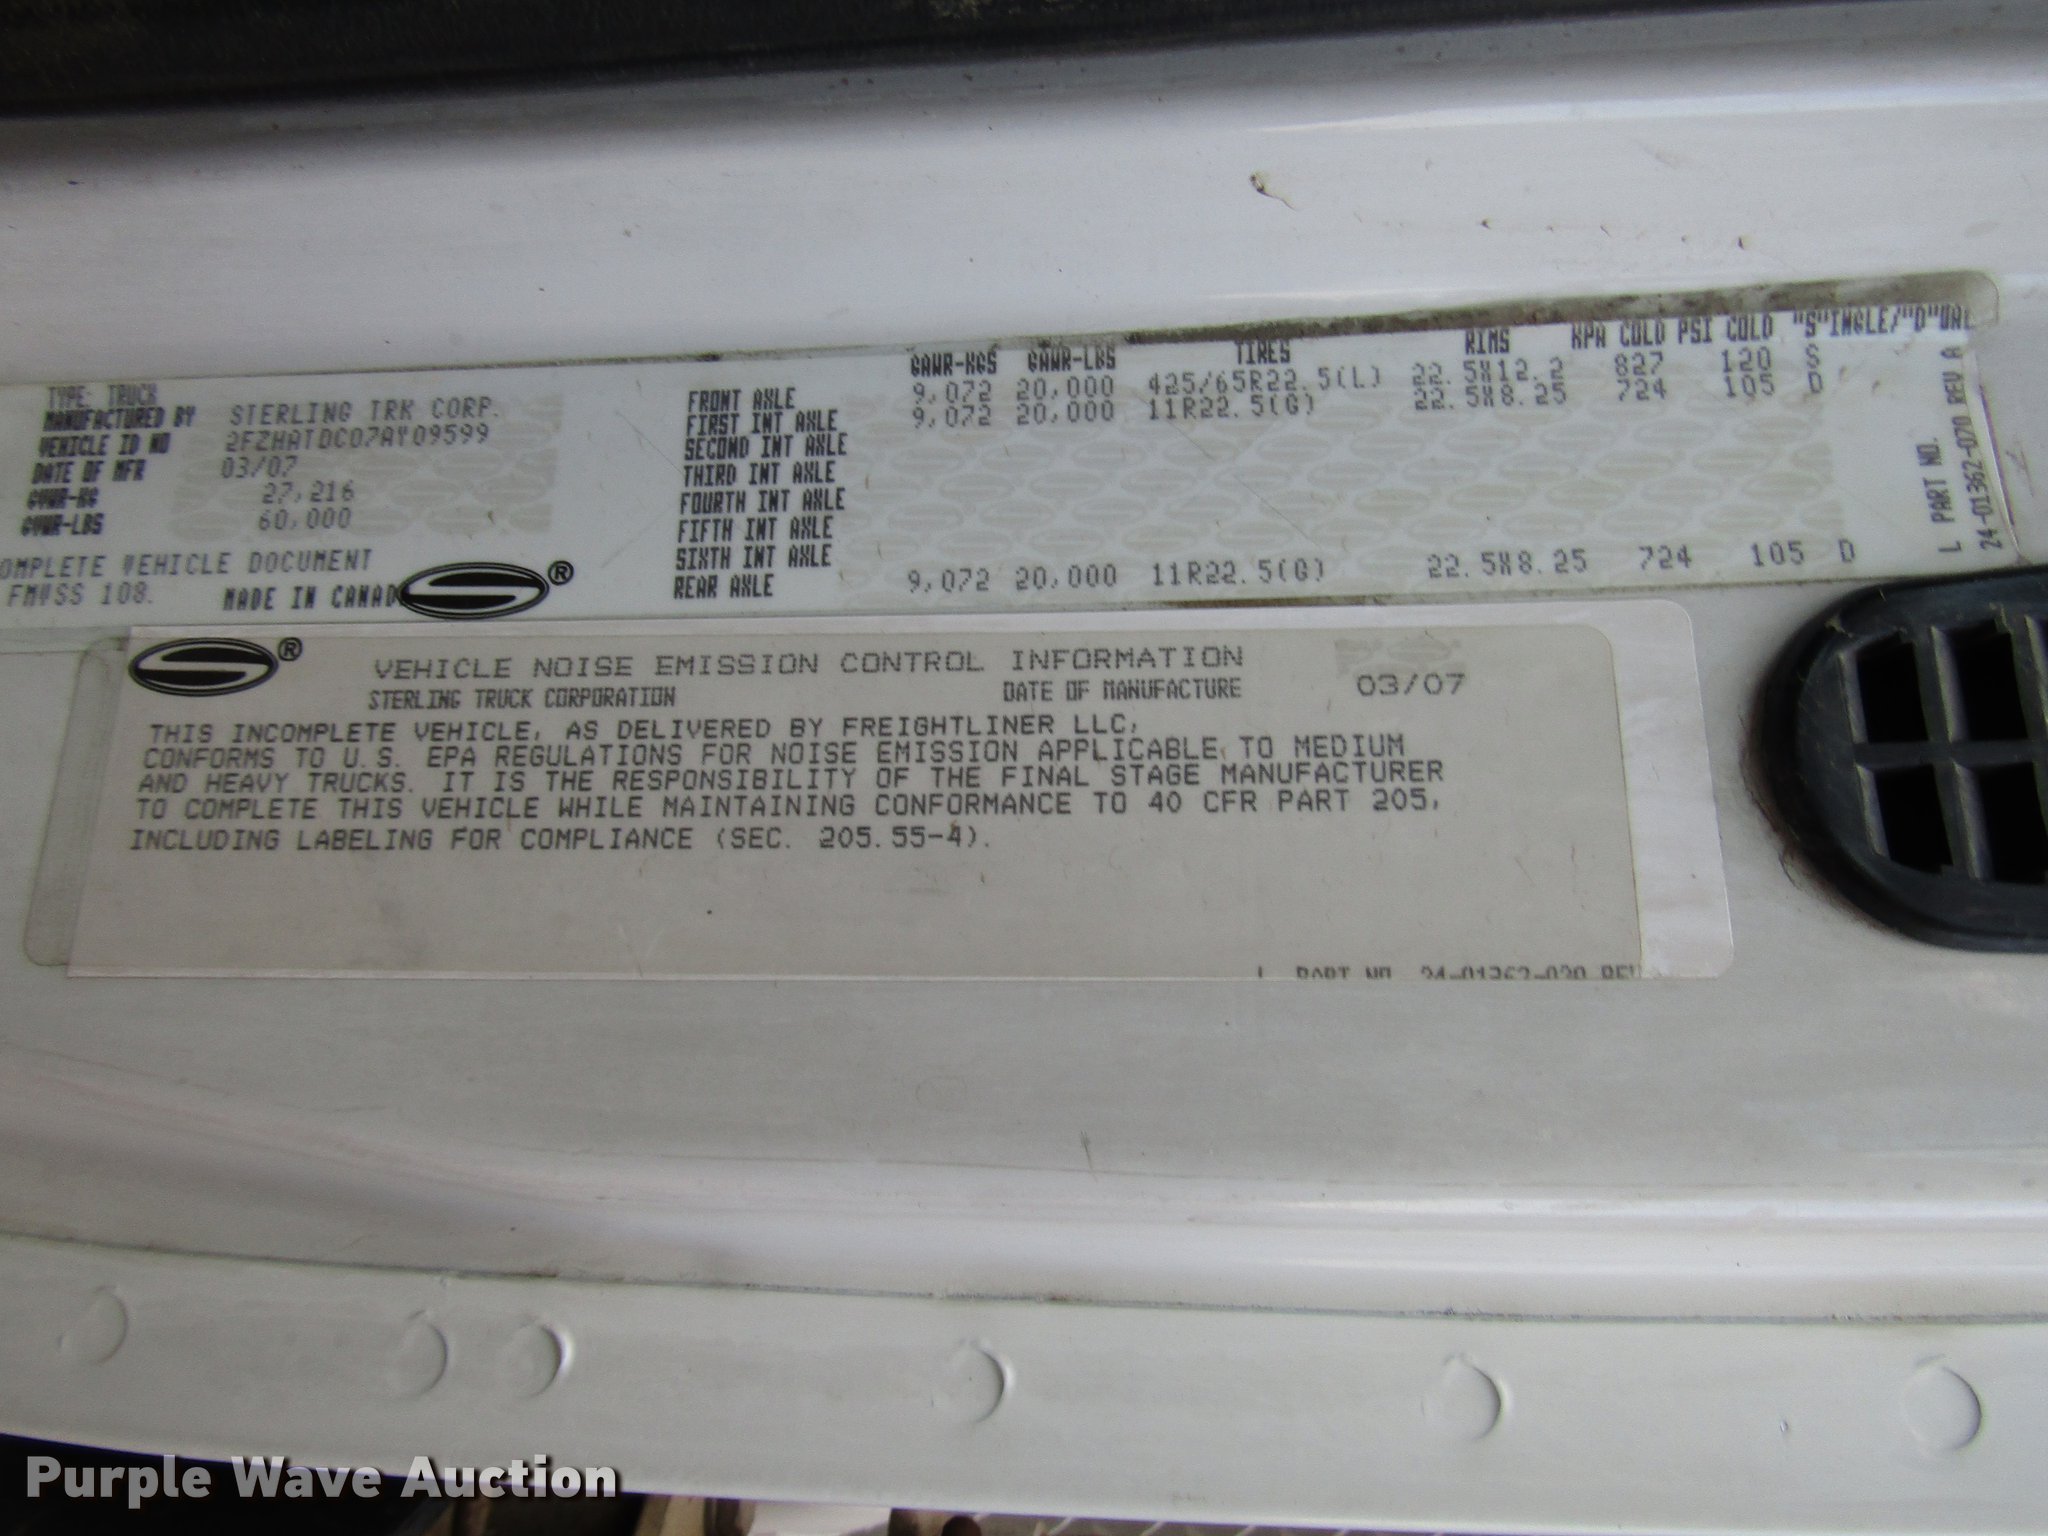 TYPE: TRUCK
MANUFACTURED BY STERLING TRK CORP.
VEHICLE ID NO 2FZHATDC07AY09599
DATE OF MFR 03/07
GVWR-KG 27,216
GVWR-LBS 60,000
OMPLETE VEHICLE DOCUMENT
FMVSS 108. MADE IN CANAD
®
GAWR-KGS GAWR-LBS TIRES RIMS KPA COLD PSI COLD "S"INGLE/"D"UAL
FRONT AXLE 9,072 20,000 425/65R22.5(L) 22.5X12.2 827 120 S
FIRST INT AXLE 9,072 20,000 11R22.5(G) 22.5X8.25 724 105 D
SECOND INT AXLE
THIRD INT AXLE
FOURTH INT AXLE
FIFTH INT AXLE
SIXTH INT AXLE
REAR AXLE 9,072 20,000 11R22.5(G) 22.5X8.25 724 105 D
L PART NO.
24-01362-070 REV A
®
VEHICLE NOISE EMISSION CONTROL INFORMATION
STERLING TRUCK CORPORATION DATE OF MANUFACTURE 03/07
THIS INCOMPLETE VEHICLE, AS DELIVERED BY FREIGHTLINER LLC,
CONFORMS TO U.S. EPA REGULATIONS FOR NOISE EMISSION APPLICABLE TO MEDIUM
AND HEAVY TRUCKS. IT IS THE RESPONSIBILITY OF THE FINAL STAGE MANUFACTURER
TO COMPLETE THIS VEHICLE WHILE MAINTAINING CONFORMANCE TO 40 CFR PART 205,
INCLUDING LABELING FOR COMPLIANCE (SEC. 205.55-4).
L PART NO. 24-01362-020 REV
Purple Wave Auction